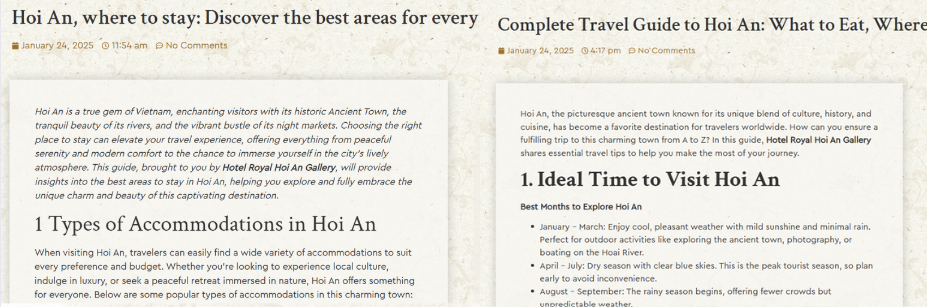 Hoi An, where to stay: Discover the best areas for every
January 24, 2025 11:54 am No Comments
Hoi An is a true gem of Vietnam, enchanting visitors with its historic Ancient Town, the
tranquil beauty of its rivers, and the vibrant bustle of its night markets. Choosing the right
place to stay can elevate your travel experience, offering everything from peaceful
serenity and modern comfort to the chance to immerse yourself in the city's lively
atmosphere. This guide, brought to you by Hotel Royal Hoi An Gallery, will provide
insights into the best areas to stay in Hoi An, helping you explore and fully embrace the
unique charm and beauty of this captivating destination.
1 Types of Accommodations in Hoi An
When visiting Hoi An, travelers can easily find a wide variety of accommodations to suit
every preference and budget. Whether you're looking to experience local culture,
indulge in luxury, or seek a peaceful retreat immersed in nature, Hoi An offers something
for everyone. Below are some popular types of accommodations in this charming town:
Complete Travel Guide to Hoi An: What to Eat, Where
January 24, 2025 4:17 pm No Comments
Hoi An, the picturesque ancient town known for its unique blend of culture, history, and
cuisine, has become a favorite destination for travelers worldwide. How can you ensure a
fulfilling trip to this charming town from A to Z? In this guide, Hotel Royal Hoi An Gallery
shares essential travel tips to help you make the most of your journey.
1. Ideal Time to Visit Hoi An
Best Months to Explore Hoi An
• January – March: Enjoy cool, pleasant weather with mild sunshine and minimal rain.
Perfect for outdoor activities like exploring the ancient town, photography, or
boating on the Hoai River.
• April – July: Dry season with clear blue skies. This is the peak tourist season, so plan
early to avoid inconvenience.
• August – September: The rainy season begins, offering fewer crowds but
unpredictable weather.